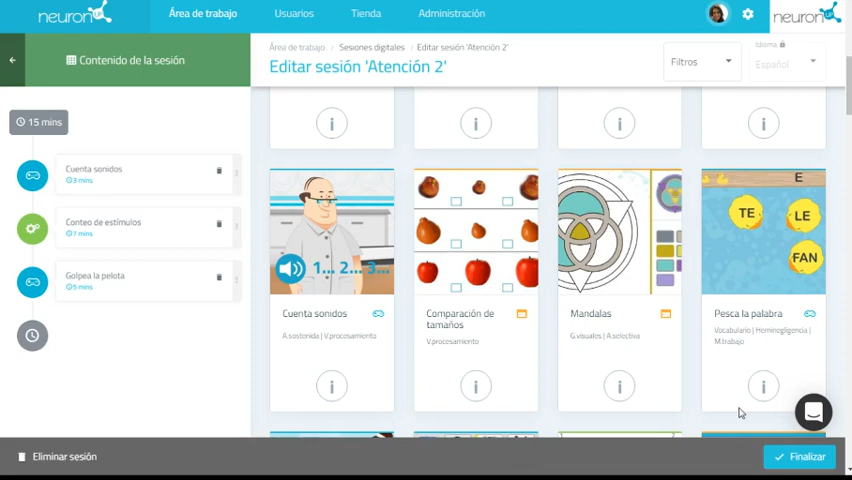 neuron UP
Área de trabajo
Usuarios
Tienda
Administración
neuron UP
Contenido de la sesión
Área de trabajo / Sesiones digitales / Editar sesión 'Atención 2'
Editar sesión 'Atención 2'
Filtros
Idioma
Español
15 mins
Cuenta sonidos
3 mins
Conteo de estímulos
7 mins
Golpea la pelota
5 mins
1... 2... 3...
E
TE
LE
FAN
Cuenta sonidos
A.sostenida | V.procesamiento
Comparación de
tamaños
V.procesamiento
Mandalas
G.visuales | A.selectiva
Pesca la palabra
Vocabulario | Heminegligencia |
M.trabajo
Eliminar sesión
Finalizar